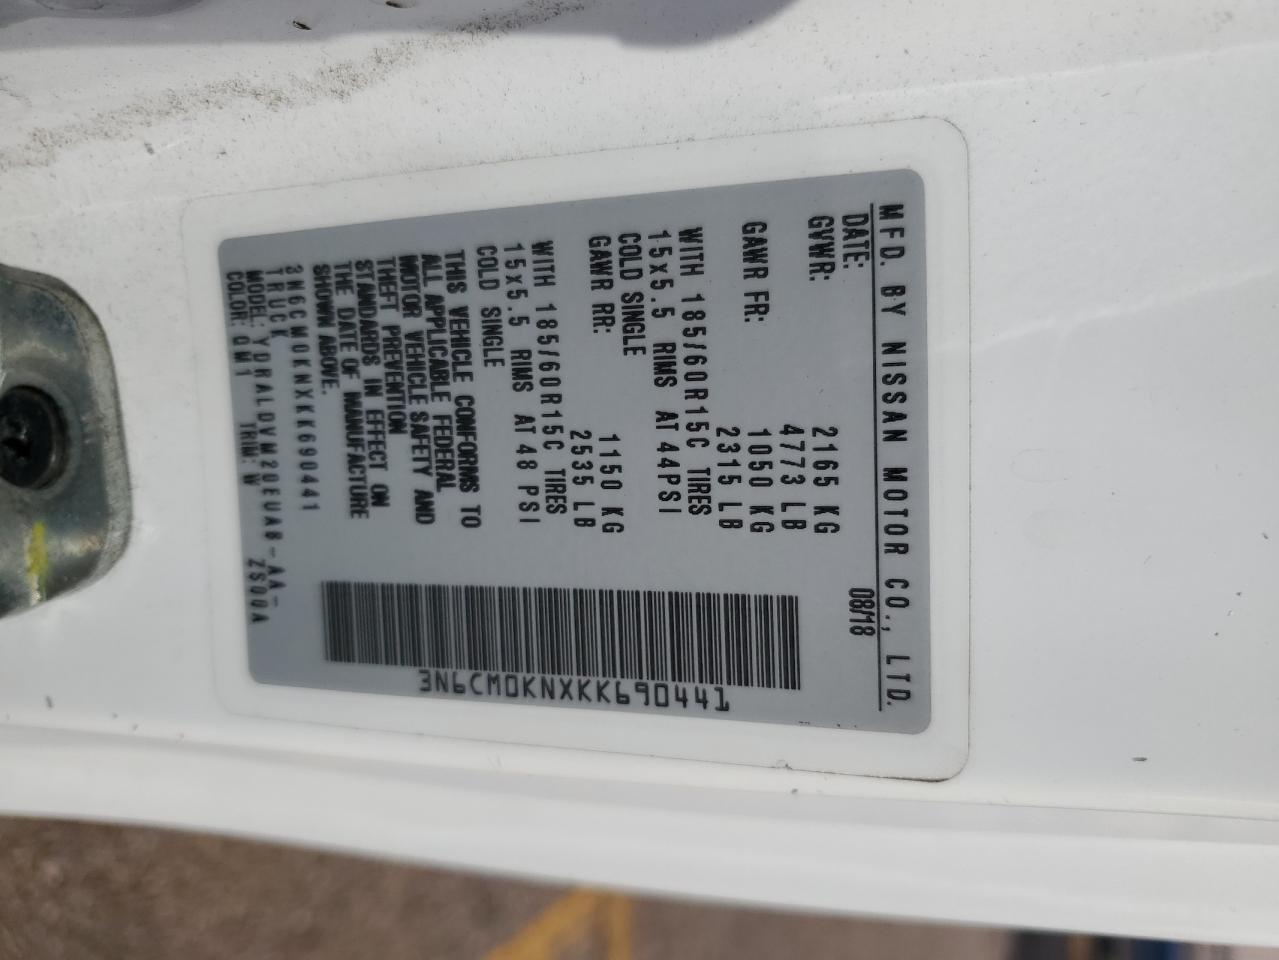 MFD. BY NISSAN MOTOR CO., LTD.
DATE: 08/18
GVWR: 2165 KG
4773 LB
GAWR FR: 1050 KG
2315 LB
WITH 185/60R15C TIRES
15x5.5 RIMS AT 44PSI
COLD SINGLE
GAWR RR: 1150 KG
2535 LB
WITH 185/60R15C TIRES
15x5.5 RIMS AT 48 PSI
COLD SINGLE
THIS VEHICLE CONFORMS TO
ALL APPLICABLE FEDERAL
MOTOR VEHICLE SAFETY AND
THEFT PREVENTION
STANDARDS IN EFFECT ON
THE DATE OF MANUFACTURE
SHOWN ABOVE.
3N6CM0KNXKK690441
TRUCK
MODEL: YDRALDVM20EUA8-AA-
ZS00A
COLOR: QM1 TRIM: W
3N6CM0KNXKK690441